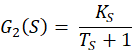 G₂(S) = K_S / (T_S + 1)